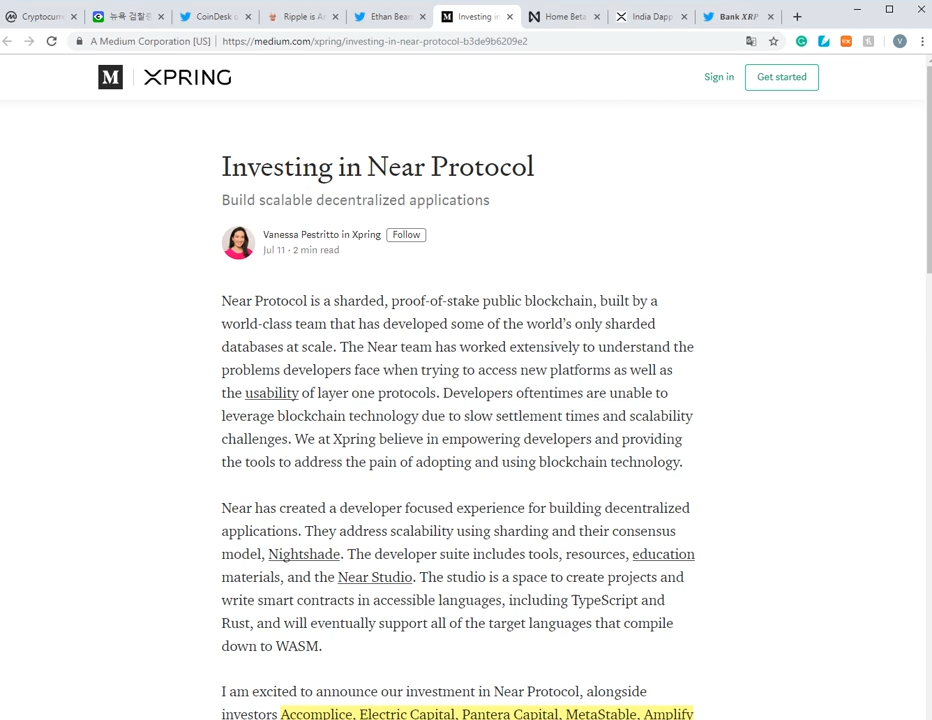 Cryptocurr
뉴욕 검찰총
CoinDesk o
Ripple is A
Ethan Bear
Investing in
Home Beta
India Dapp
Bank XRP
A Medium Corporation [US] | https://medium.com/xpring/investing-in-near-protocol-b3de9b6209e2
M XPRING
Sign in
Get started
Investing in Near Protocol
Build scalable decentralized applications
Vanessa Pestritto in Xpring Follow
Jul 11 · 2 min read
Near Protocol is a sharded, proof-of-stake public blockchain, built by a
world-class team that has developed some of the world's only sharded
databases at scale. The Near team has worked extensively to understand the
problems developers face when trying to access new platforms as well as
the usability of layer one protocols. Developers oftentimes are unable to
leverage blockchain technology due to slow settlement times and scalability
challenges. We at Xpring believe in empowering developers and providing
the tools to address the pain of adopting and using blockchain technology.
Near has created a developer focused experience for building decentralized
applications. They address scalability using sharding and their consensus
model, Nightshade. The developer suite includes tools, resources, education
materials, and the Near Studio. The studio is a space to create projects and
write smart contracts in accessible languages, including TypeScript and
Rust, and will eventually support all of the target languages that compile
down to WASM.
I am excited to announce our investment in Near Protocol, alongside
investors Accomplice, Electric Capital, Pantera Capital, MetaStable, Amplify